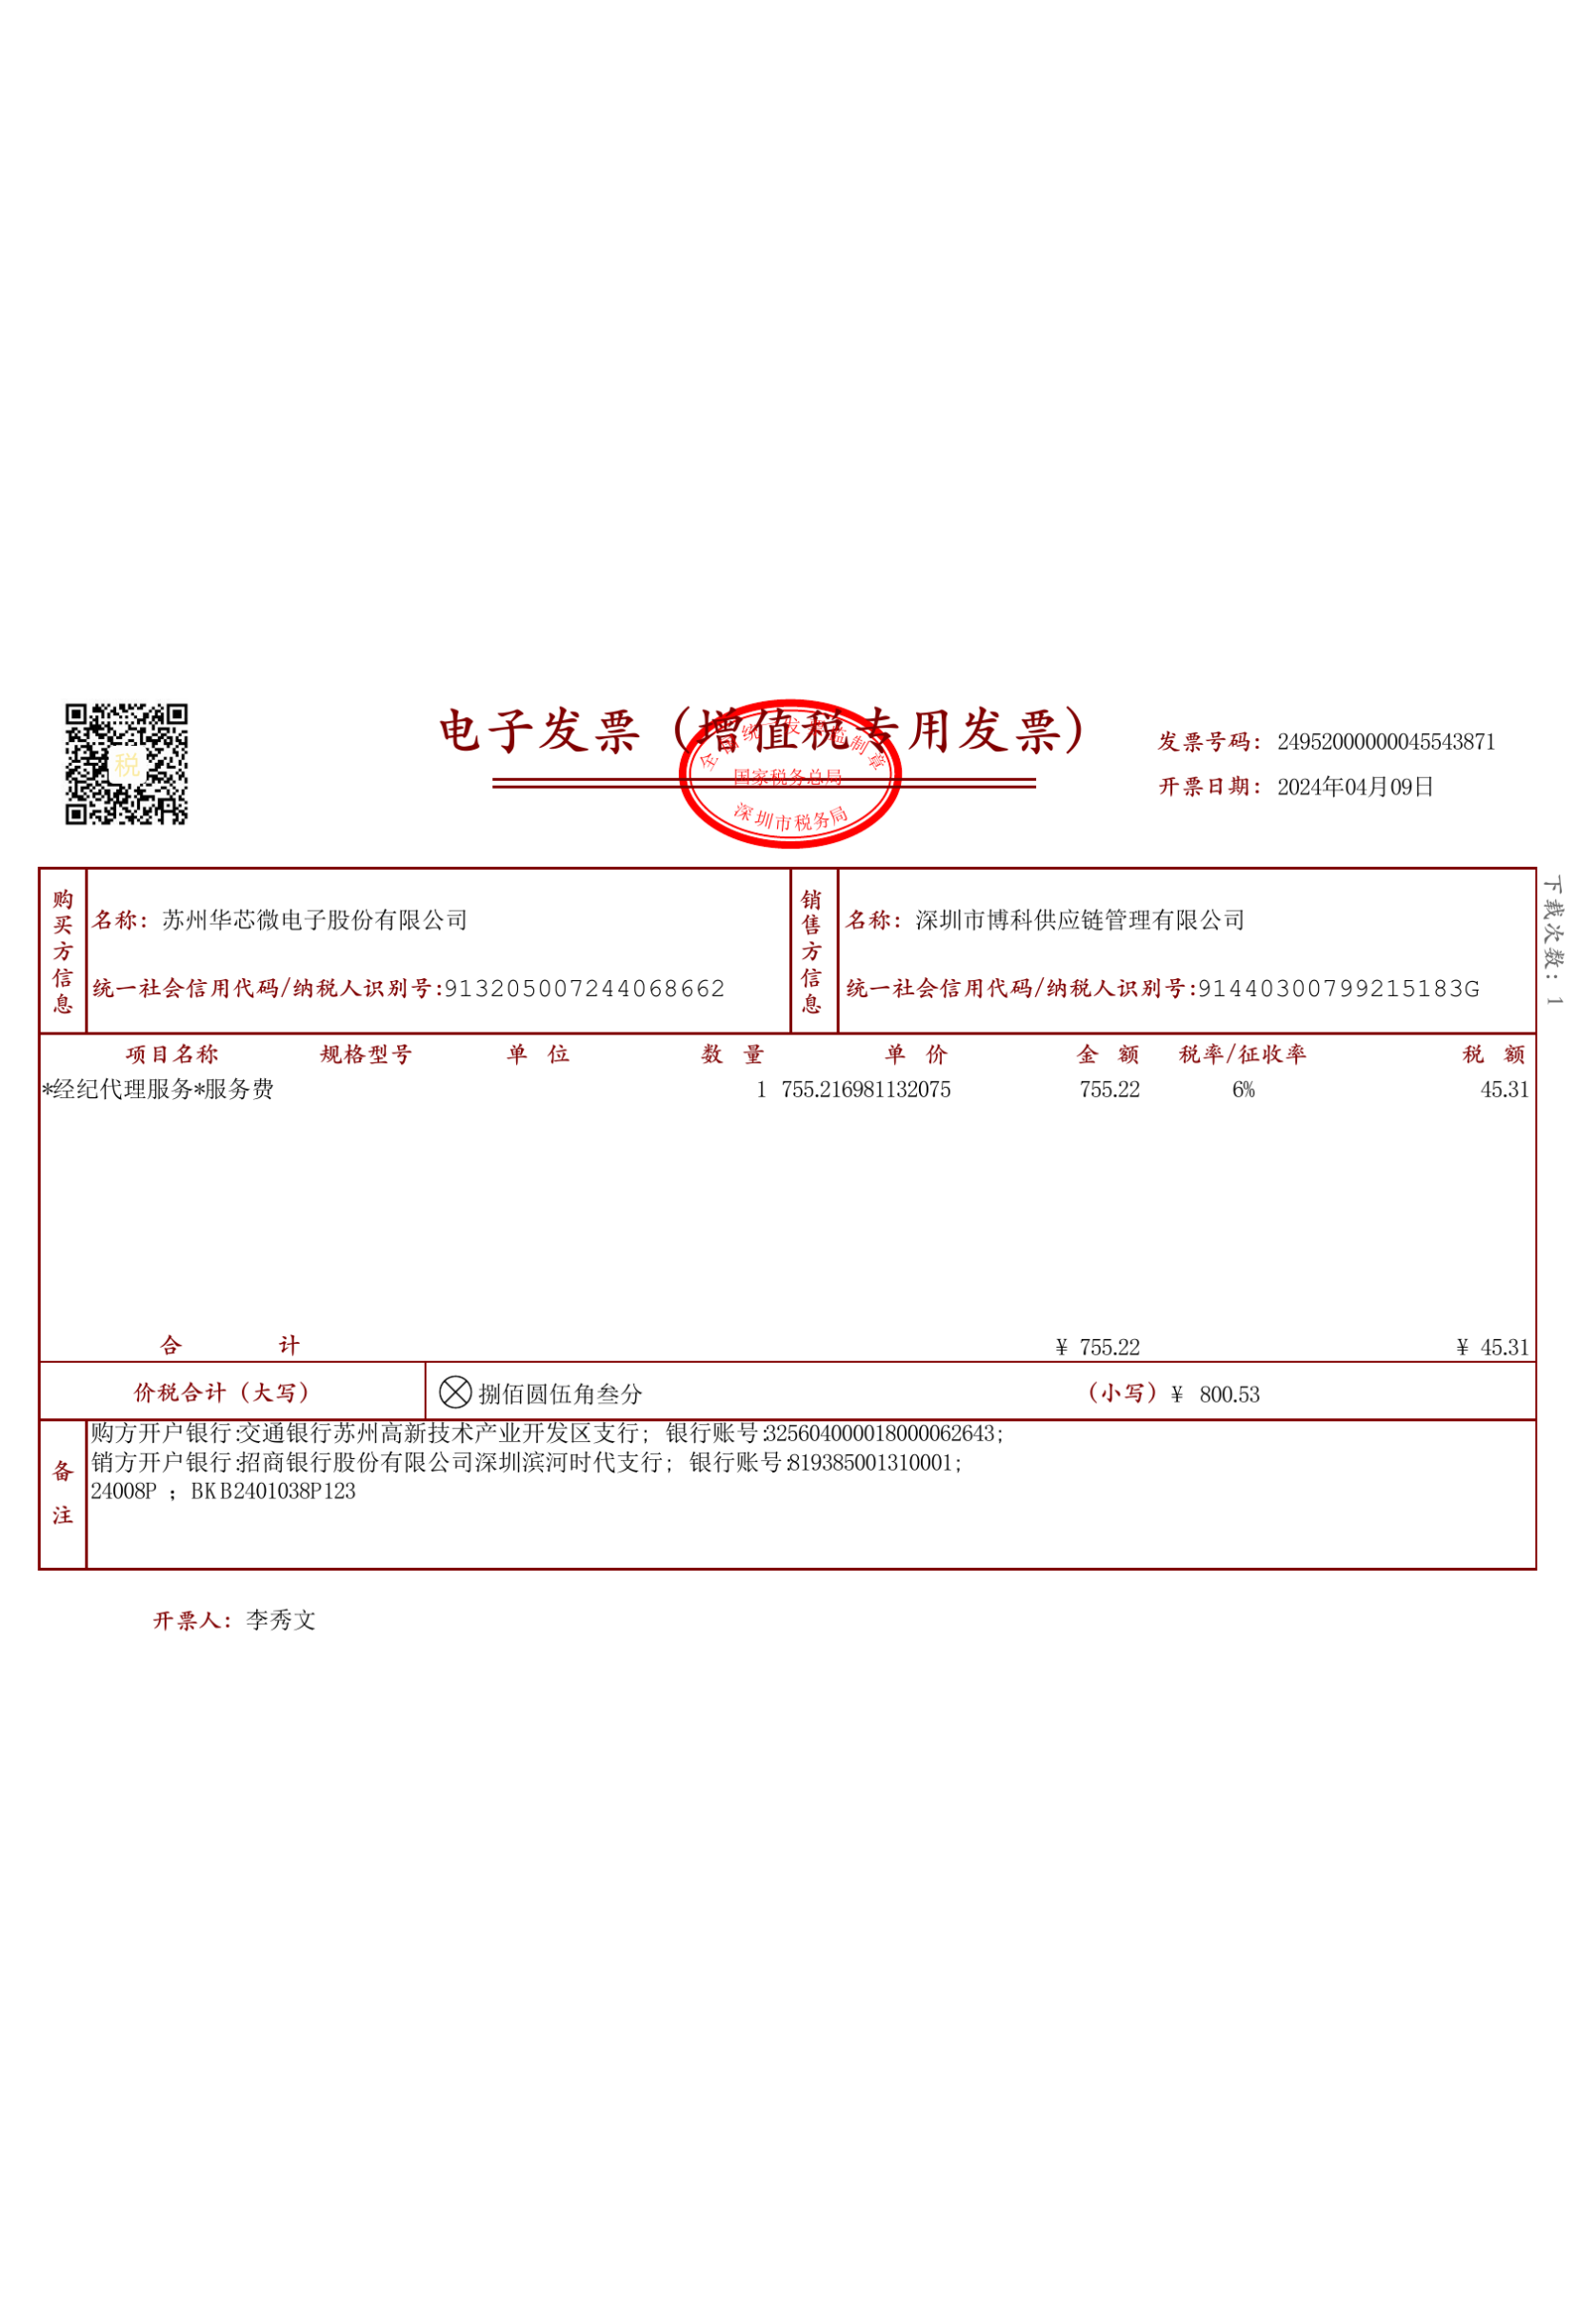 税
电子发票（增值税专用发票）
全国统一发票监制章
国家税务总局
深圳市税务局
发票号码：24952000000045543871
开票日期：2024年04月09日
下载次数：1
购买方信息
名称：苏州华芯微电子股份有限公司
统一社会信用代码/纳税人识别号:913205007244068662
销售方信息
名称：深圳市博科供应链管理有限公司
统一社会信用代码/纳税人识别号:91440300799215183G
项目名称 规格型号 单 位 数 量 单 价 金 额 税率/征收率 税 额
*经纪代理服务*服务费 1 755.216981132075 755.22 6% 45.31
合 计 ¥ 755.22 ¥ 45.31
价税合计（大写） 捌佰圆伍角叁分 （小写）¥ 800.53
备注
购方开户银行:交通银行苏州高新技术产业开发区支行； 银行账号:325604000018000062643;
销方开户银行:招商银行股份有限公司深圳滨河时代支行； 银行账号:819385001310001;
24008P ；BKB2401038P123
开票人：李秀文